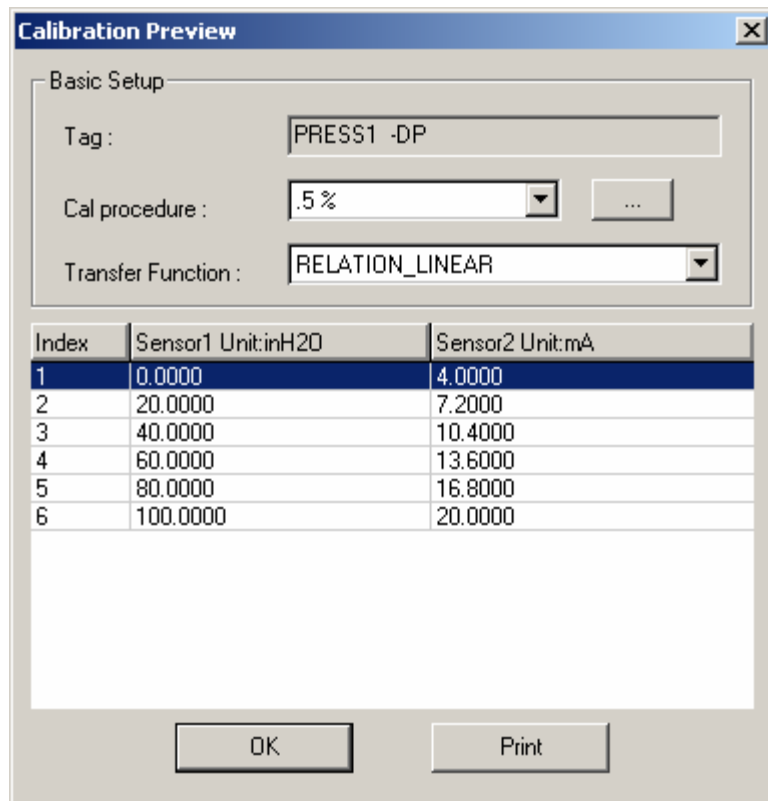 Calibration Preview
Basic Setup
Tag :
PRESS1 -DP
Cal procedure :
.5 %
...
Transfer Function :
RELATION_LINEAR
Index Sensor1 Unit:inH2O Sensor2 Unit:mA
1 0.0000 4.0000
2 20.0000 7.2000
3 40.0000 10.4000
4 60.0000 13.6000
5 80.0000 16.8000
6 100.0000 20.0000
OK Print